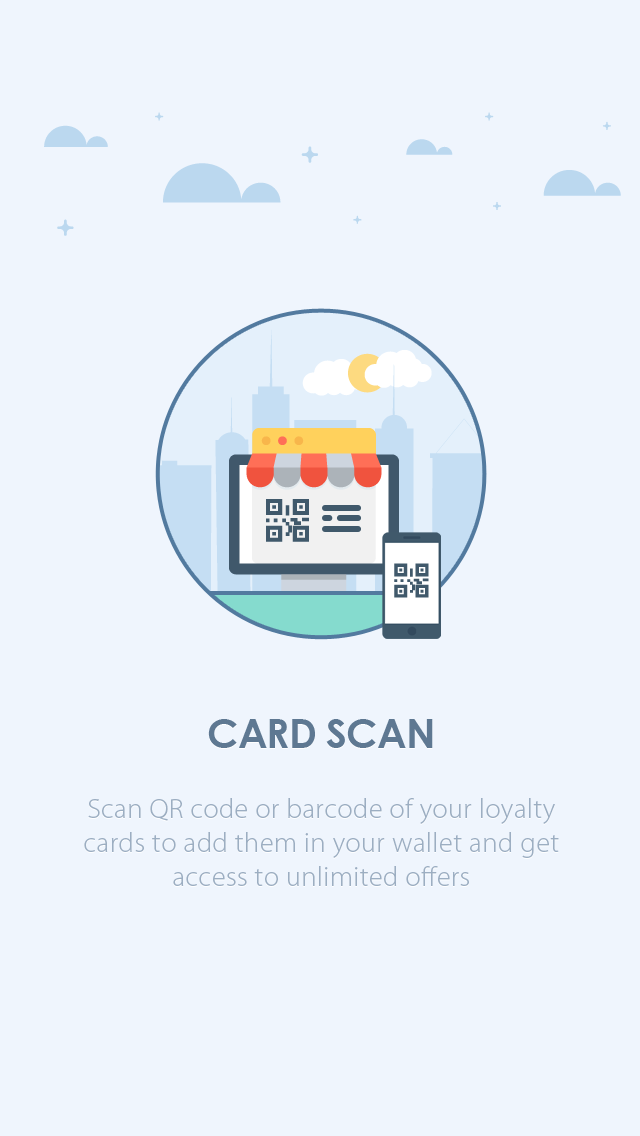 CARD SCAN
Scan QR code or barcode of your loyalty
cards to add them in your wallet and get
access to unlimited offers